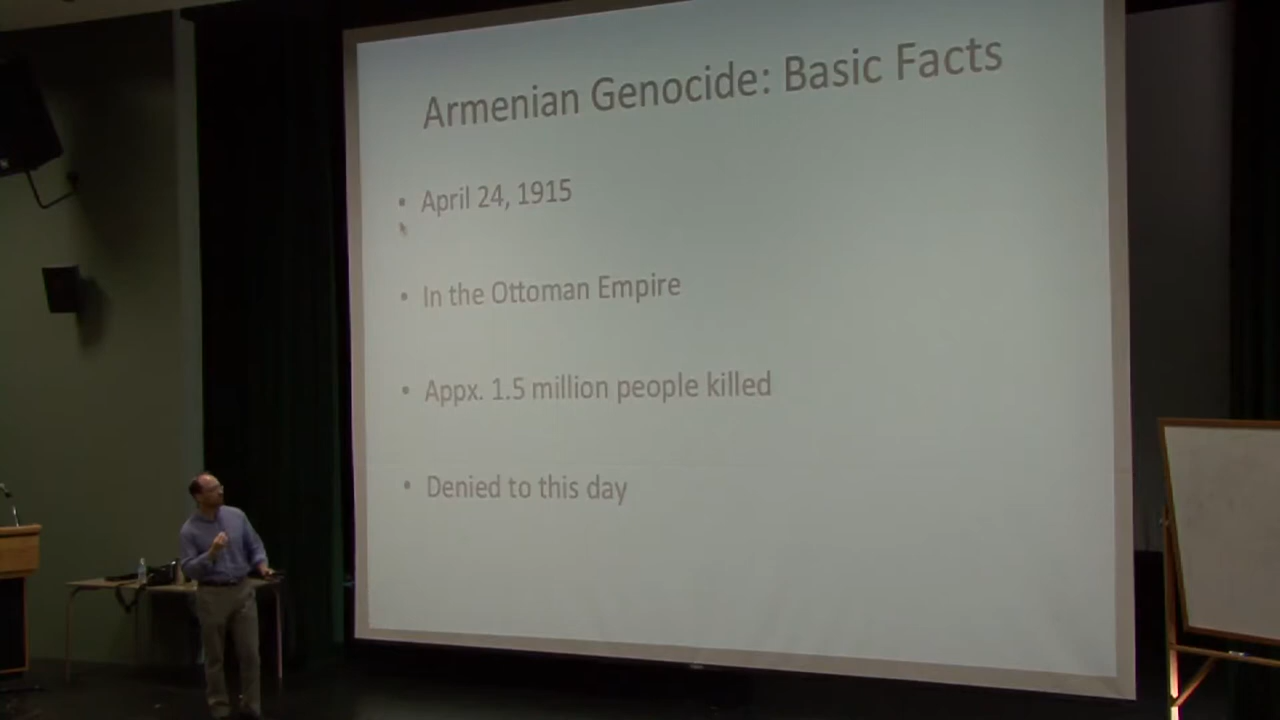 Armenian Genocide: Basic Facts
• April 24, 1915
• In the Ottoman Empire
• Appx. 1.5 million people killed
• Denied to this day